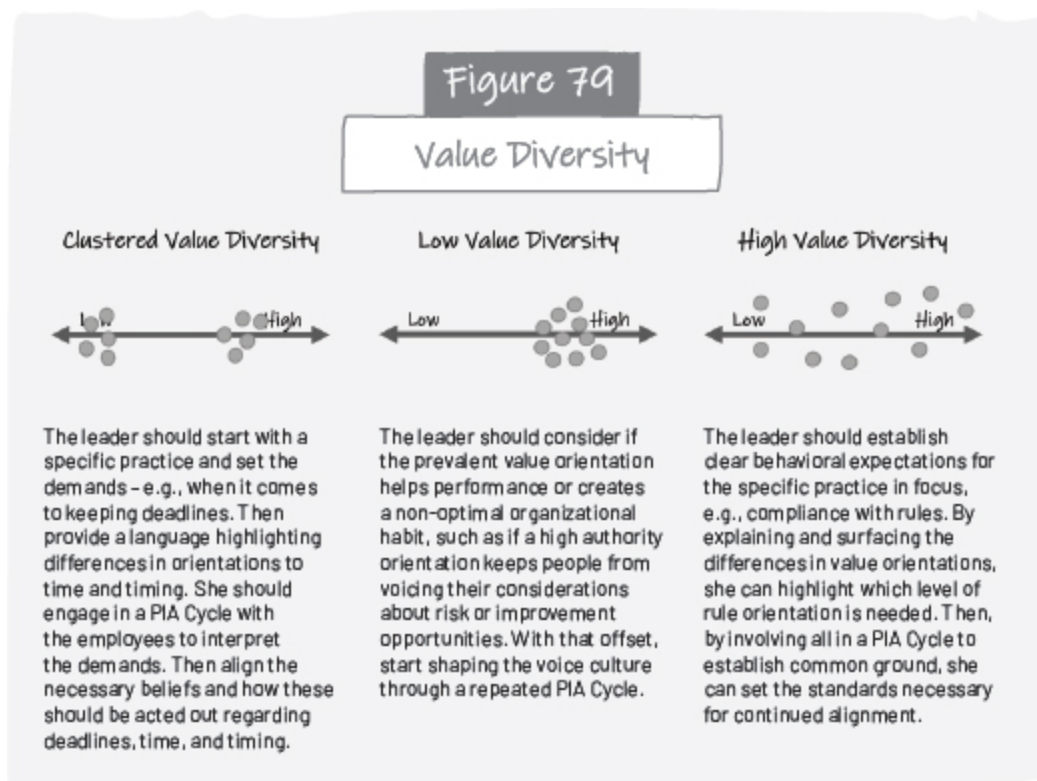 Figure 79
Value Diversity
Clustered Value Diversity
Low
High
The leader should start with a
specific practice and set the
demands – e.g., when it comes
to keeping deadlines. Then
provide a language highlighting
differences in orientations to
time and timing. She should
engage in a PIA Cycle with
the employees to interpret
the demands. Then align the
necessary beliefs and how these
should be acted out regarding
deadlines, time, and timing.
Low Value Diversity
Low
High
The leader should consider if
the prevalent value orientation
helps performance or creates
a non-optimal organizational
habit, such as if a high authority
orientation keeps people from
voicing their considerations
about risk or improvement
opportunities. With that offset,
start shaping the voice culture
through a repeated PIA Cycle.
High Value Diversity
Low
High
The leader should establish
clear behavioral expectations for
the specific practice in focus,
e.g., compliance with rules. By
explaining and surfacing the
differences in value orientations,
she can highlight which level of
rule orientation is needed. Then,
by involving all in a PIA Cycle to
establish common ground, she
can set the standards necessary
for continued alignment.